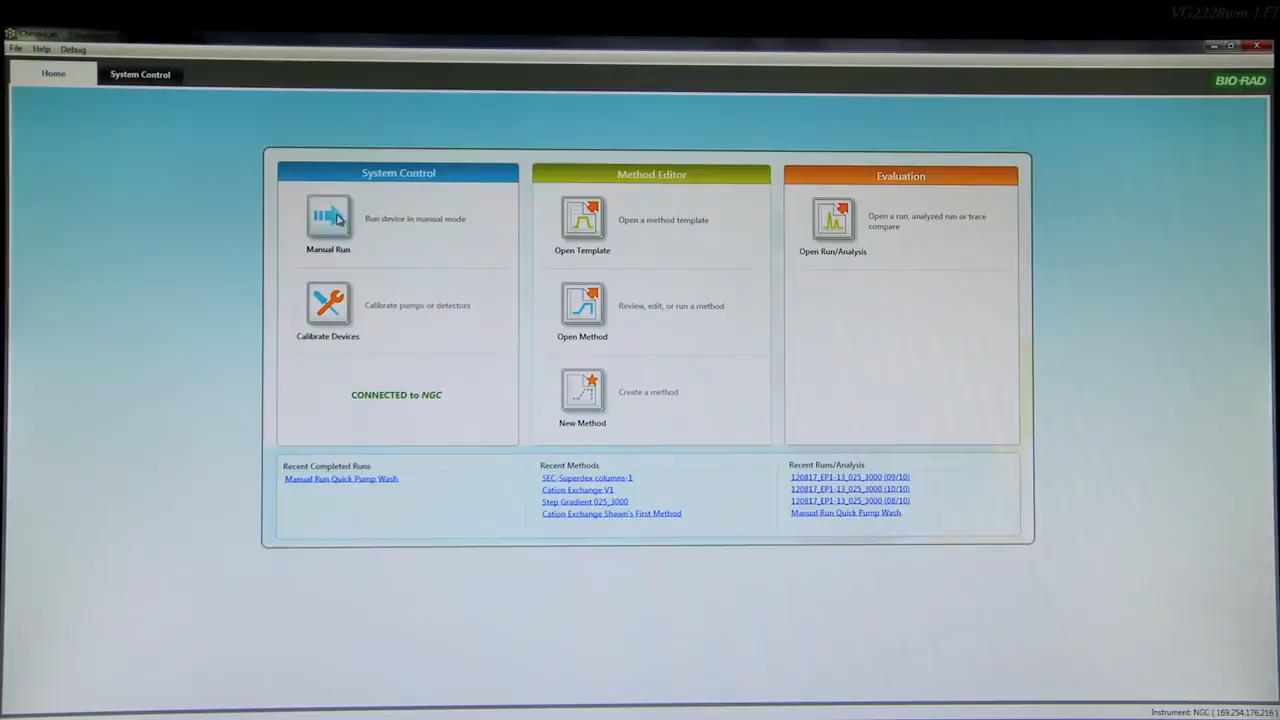 VG2228wm-LED
ChromLab
File Help Debug
Home System Control
BIO-RAD
System Control
Method Editor
Evaluation
Run device in manual mode
Manual Run
Open a method template
Open Template
Open a run, analyzed run or trace
compare
Open Run/Analysis
Calibrate pumps or detectors
Calibrate Devices
Review, edit, or run a method
Open Method
CONNECTED to NGC
Create a method
New Method
Recent Completed Runs
Manual Run Quick Pump Wash
Recent Methods
SEC-Superdex columns-1
Cation Exchange V1
Step Gradient 025_3000
Cation Exchange Shawn's First Method
Recent Runs/Analysis
120817_EP1-13_025_3000 (09/10)
120817_EP1-13_025_3000 (10/10)
120817_EP1-13_025_3000 (08/10)
Manual Run Quick Pump Wash
Instrument: NGC ( 169.254.176.216 )